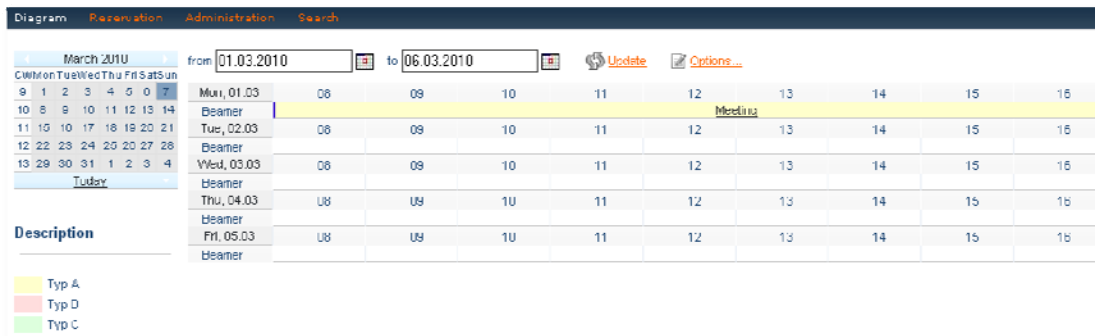 Diagram Reservation Administration Search
March 2010
from 01.03.2010 to 06.03.2010 Update Options...
CW Mon Tue Wed Thu Fri Sat Sun
9 1 2 3 4 5 6 7
10 8 9 10 11 12 13 14
11 15 16 17 18 19 20 21
12 22 23 24 25 26 27 28
13 29 30 31 1 2 3 4
Today
Mon, 01.03 08 09 10 11 12 13 14 15 16
Beamer Meeting
Tue, 02.03 08 09 10 11 12 13 14 15 16
Beamer
Wed, 03.03 08 09 10 11 12 13 14 15 16
Beamer
Thu, 04.03 08 09 10 11 12 13 14 15 16
Beamer
Fri, 05.03 08 09 10 11 12 13 14 15 16
Beamer
Description
Typ A
Typ D
Typ C